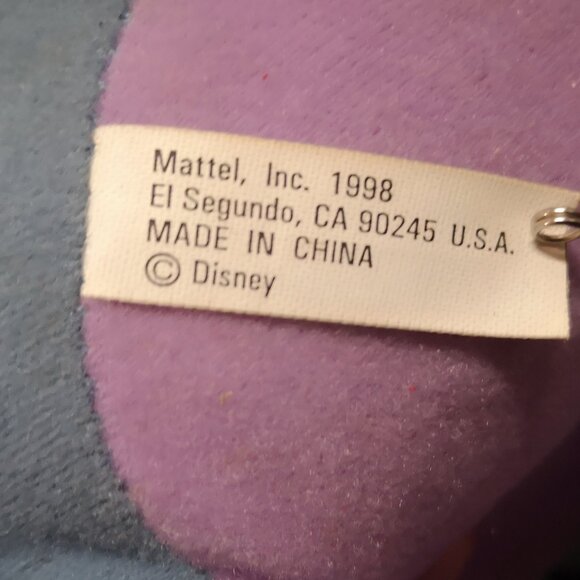 Mattel, Inc. 1998
El Segundo, CA 90245 U.S.A.
MADE IN CHINA
© Disney